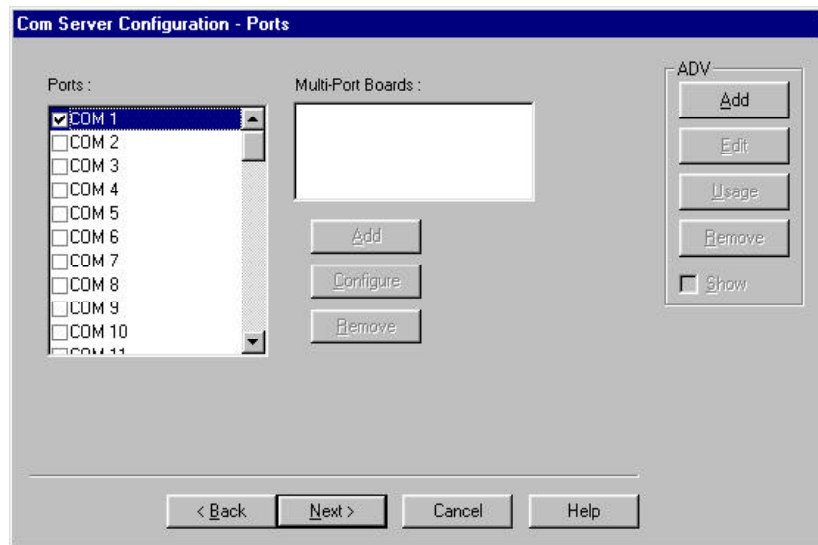 Com Server Configuration - Ports
Ports :
COM 1
COM 2
COM 3
COM 4
COM 5
COM 6
COM 7
COM 8
COM 9
COM 10
COM 11
Multi-Port Boards :
Add
Configure
Remove
ADV
Add
Edit
Usage
Remove
Show
< Back
Next >
Cancel
Help